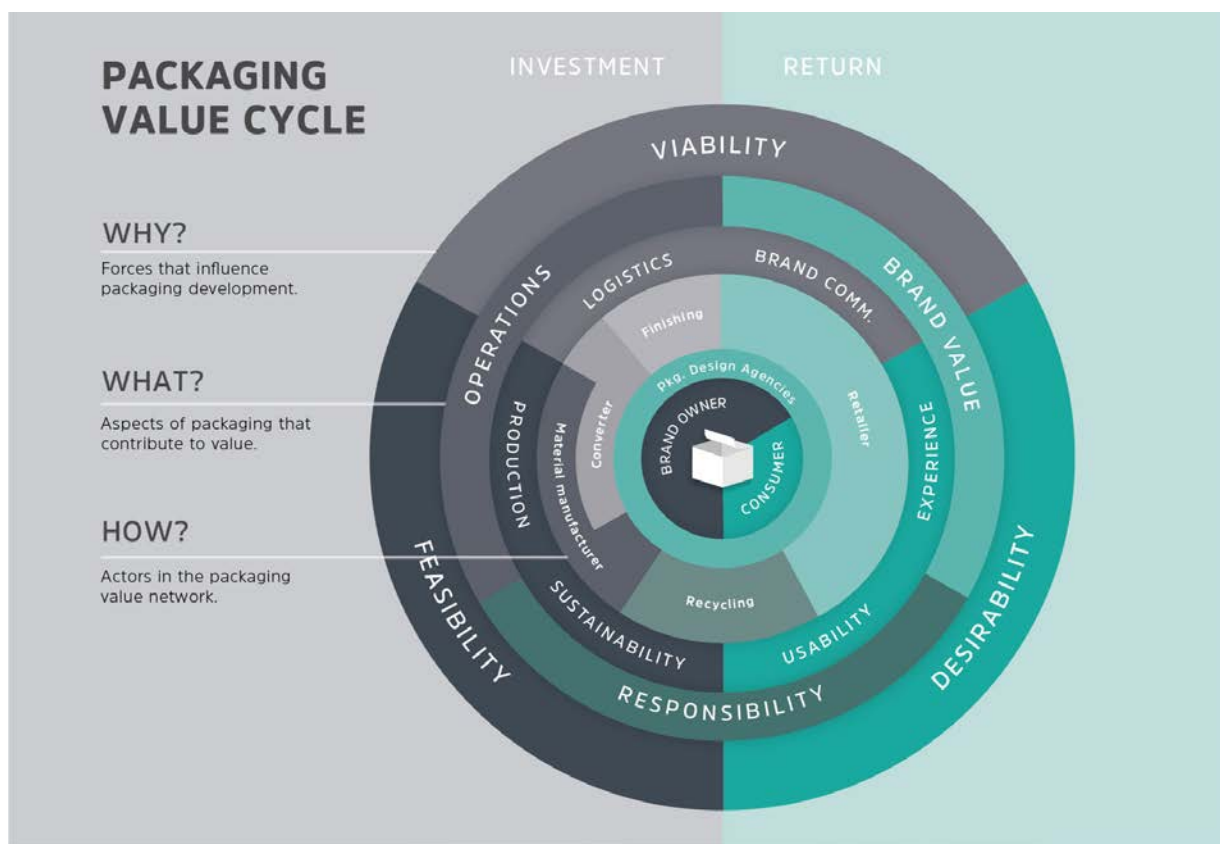 PACKAGING
VALUE CYCLE
INVESTMENT
RETURN
WHY?
Forces that influence
packaging development.
WHAT?
Aspects of packaging that
contribute to value.
HOW?
Actors in the packaging
value network.
VIABILITY
FEASIBILITY
DESIRABILITY
OPERATIONS
BRAND VALUE
RESPONSIBILITY
LOGISTICS
BRAND COMM.
PRODUCTION
EXPERIENCE
SUSTAINABILITY
USABILITY
Finishing
Converter
Material manufacturer
Retailer
Recycling
Pkg. Design Agencies
BRAND OWNER
CONSUMER